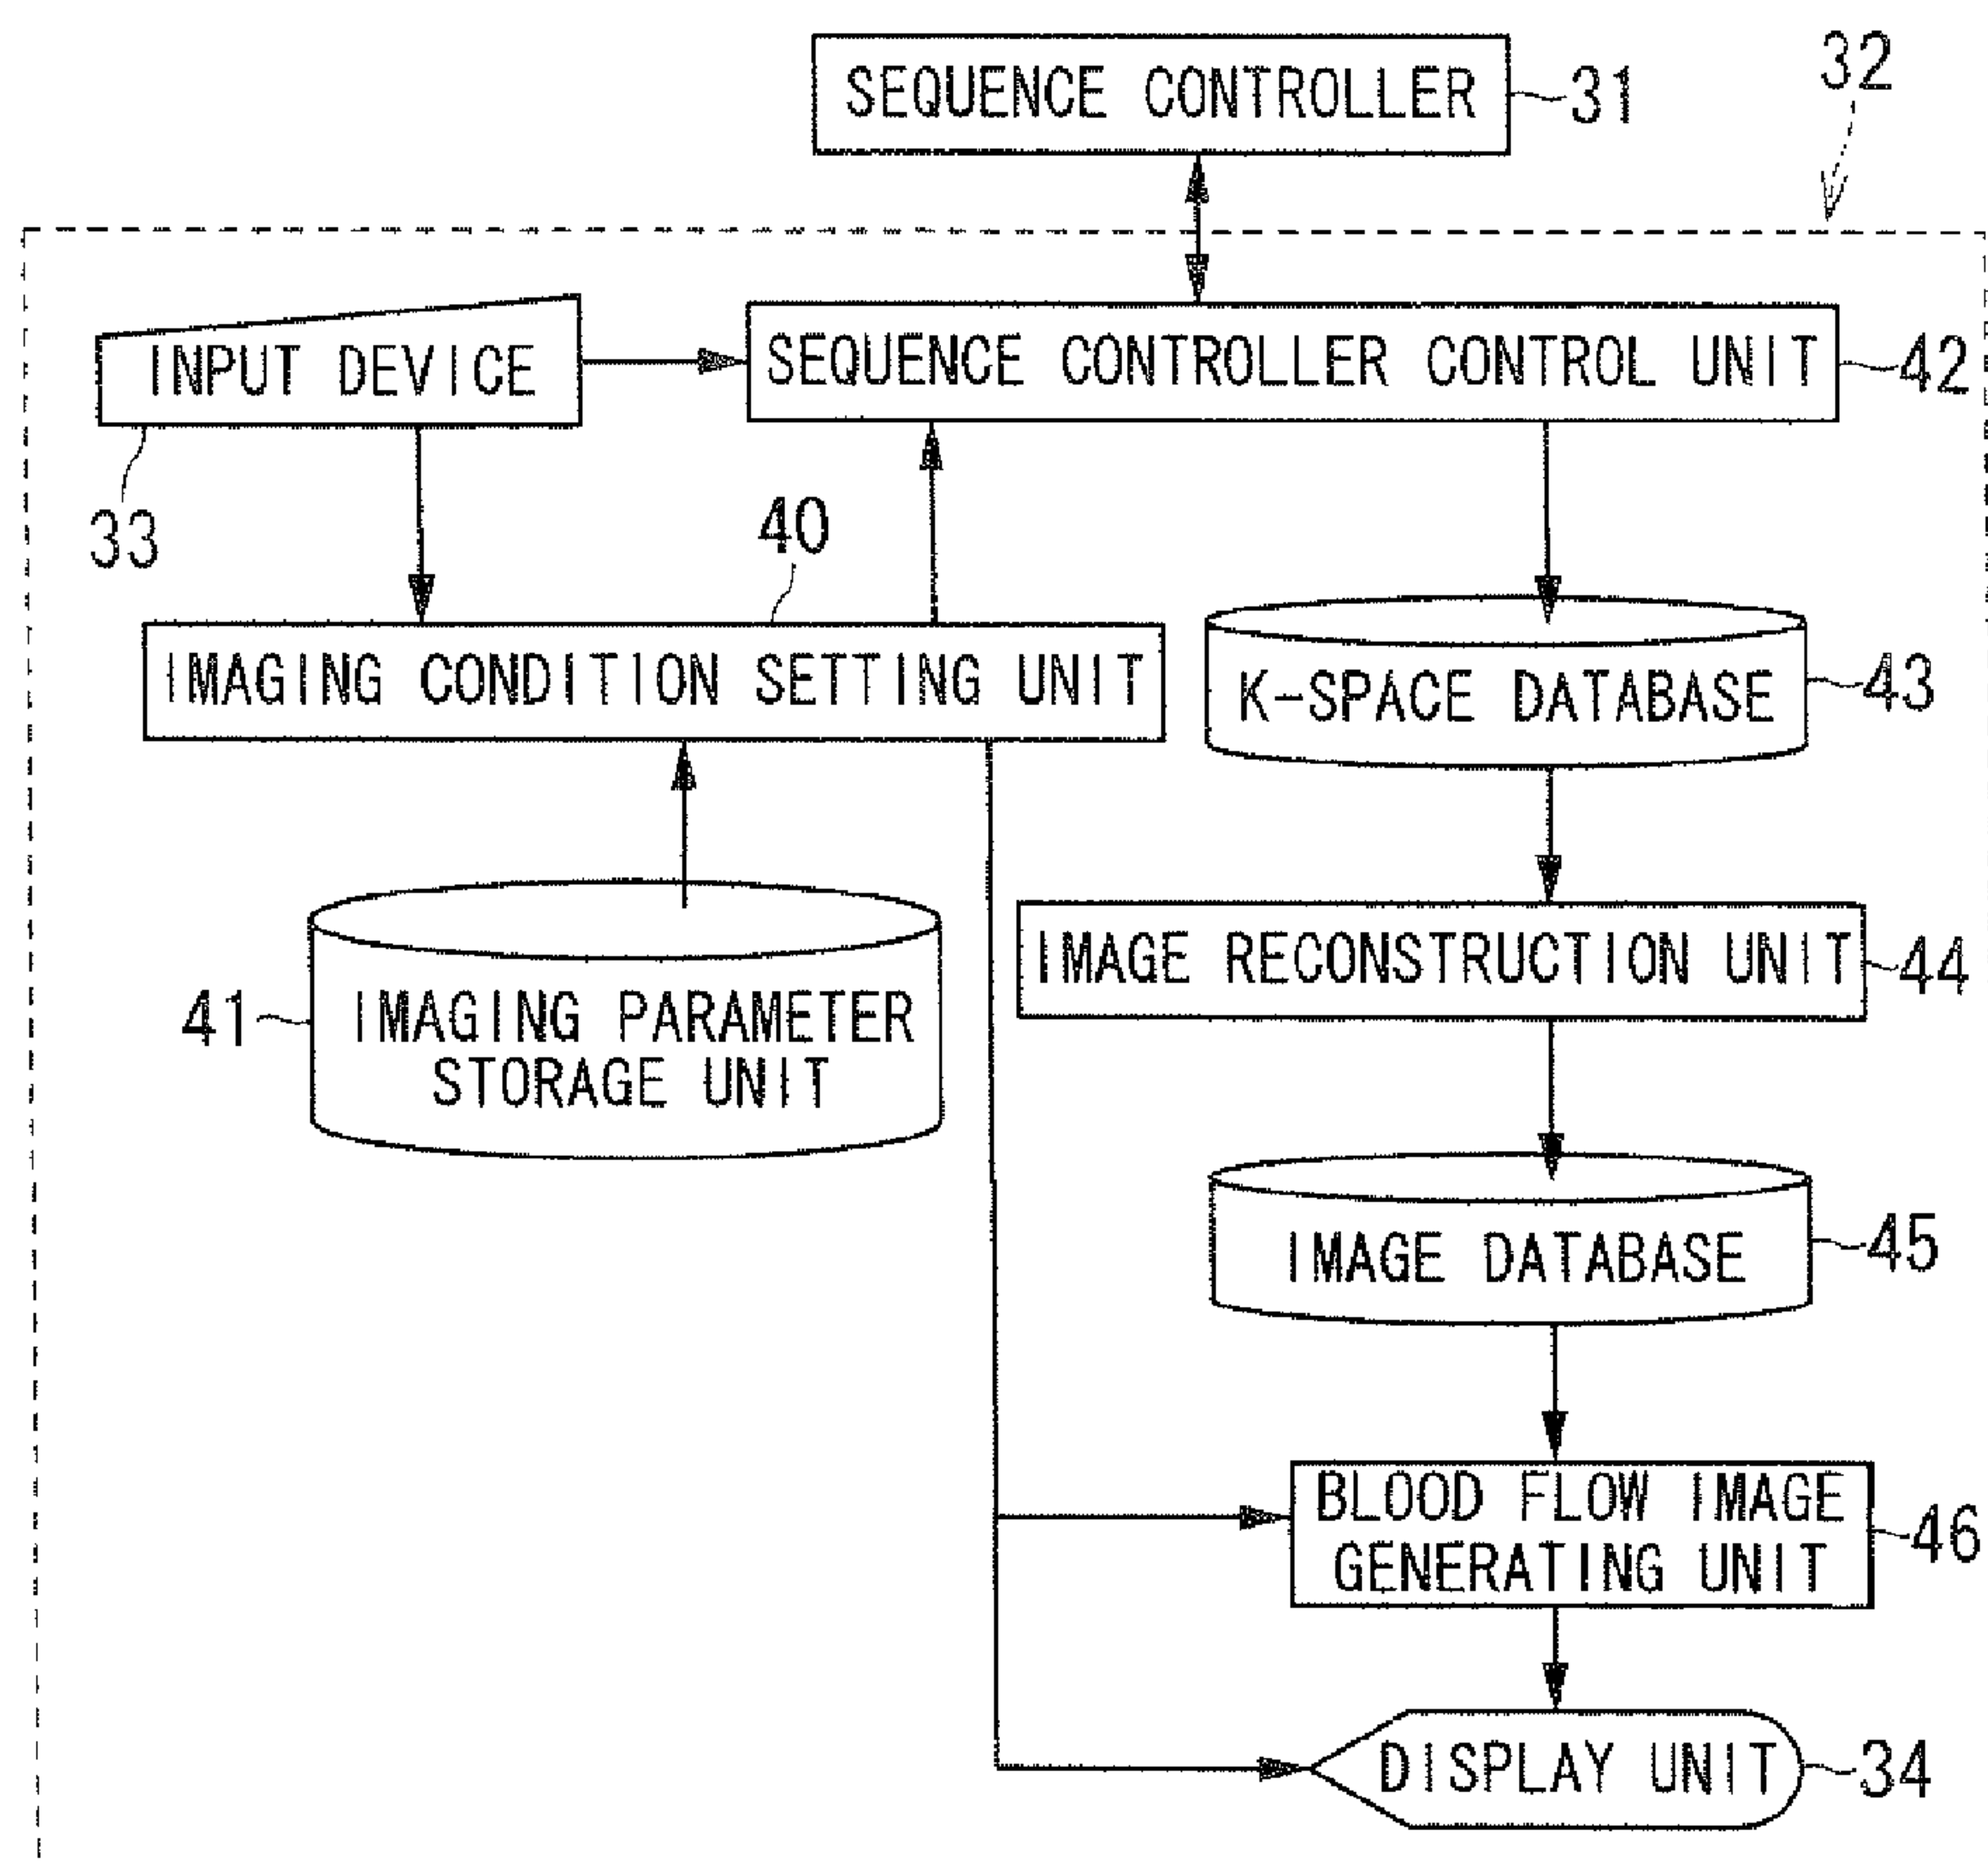 SEQUENCE CONTROLLER
31
32
INPUT DEVICE
33
SEQUENCE CONTROLLER CONTROL UNIT
42
40
IMAGING CONDITION SETTING UNIT
K-SPACE DATABASE
43
41
IMAGING PARAMETER
STORAGE UNIT
IMAGE RECONSTRUCTION UNIT
44
IMAGE DATABASE
45
BLOOD FLOW IMAGE
GENERATING UNIT
46
DISPLAY UNIT
34